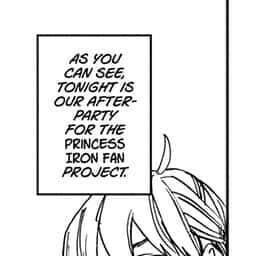 AS YOU
CAN SEE,
TONIGHT IS
OUR AFTER-
PARTY
FOR THE
PRINCESS
IRON FAN
PROJECT.